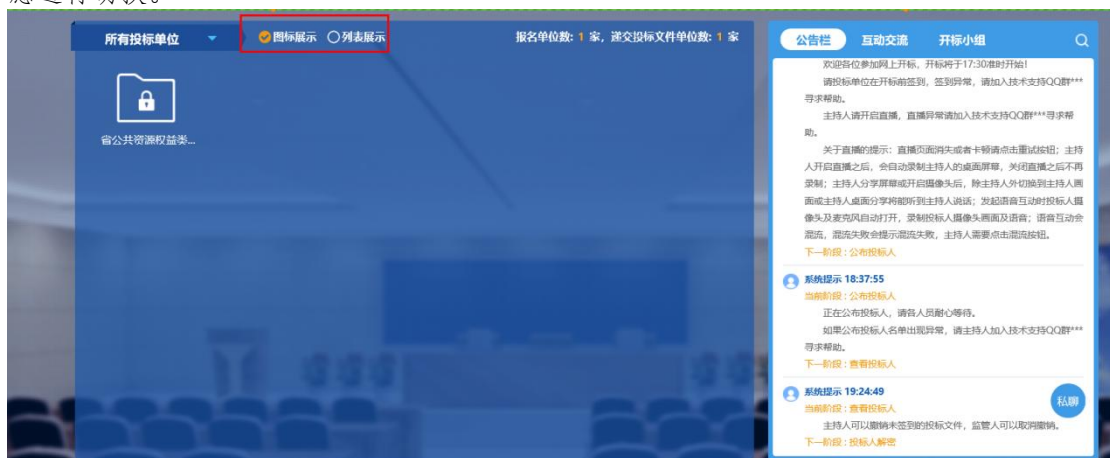 所有投标单位
图标展示 列表展示
报名单位数: 1 家, 递交投标文件单位数: 1 家
省公共资源权益类...
公告栏 互动交流 开标小组
欢迎各位参加网上开标, 开标将于17:30准时开始!
请投标单位在开标前签到, 签到异常, 请加入技术支持QQ群***
寻求帮助。
主持人请开启直播, 直播异常请加入技术支持QQ群***寻求帮
助。
关于直播的提示: 直播页面消失或者卡顿请点击重试按钮; 主持
人开启直播之后, 会自动录制主持人的桌面屏幕, 关闭直播之后不再
录制; 主持人分享屏幕或开启摄像头后, 除主持人外切换到主持人画
面或主持人桌面分享将能听到主持人说话; 发起语音互动时投标人摄
像头及麦克风自动打开, 录制投标人摄像头画面及语音; 语音互动会
混流, 混流失败会提示混流失败, 主持人需要点击混流按钮。
下一阶段 : 公布投标人
系统提示 18:37:55
当前阶段 : 公布投标人
正在公布投标人, 请各人员耐心等待。
如果公布投标人名单出现异常, 请主持人加入技术支持QQ群***
寻求帮助。
下一阶段 : 查看投标人
系统提示 19:24:49
当前阶段 : 查看投标人
主持人可以撤销未签到的投标文件, 监管人可以取消撤销。
下一阶段 : 投标人解密
私聊